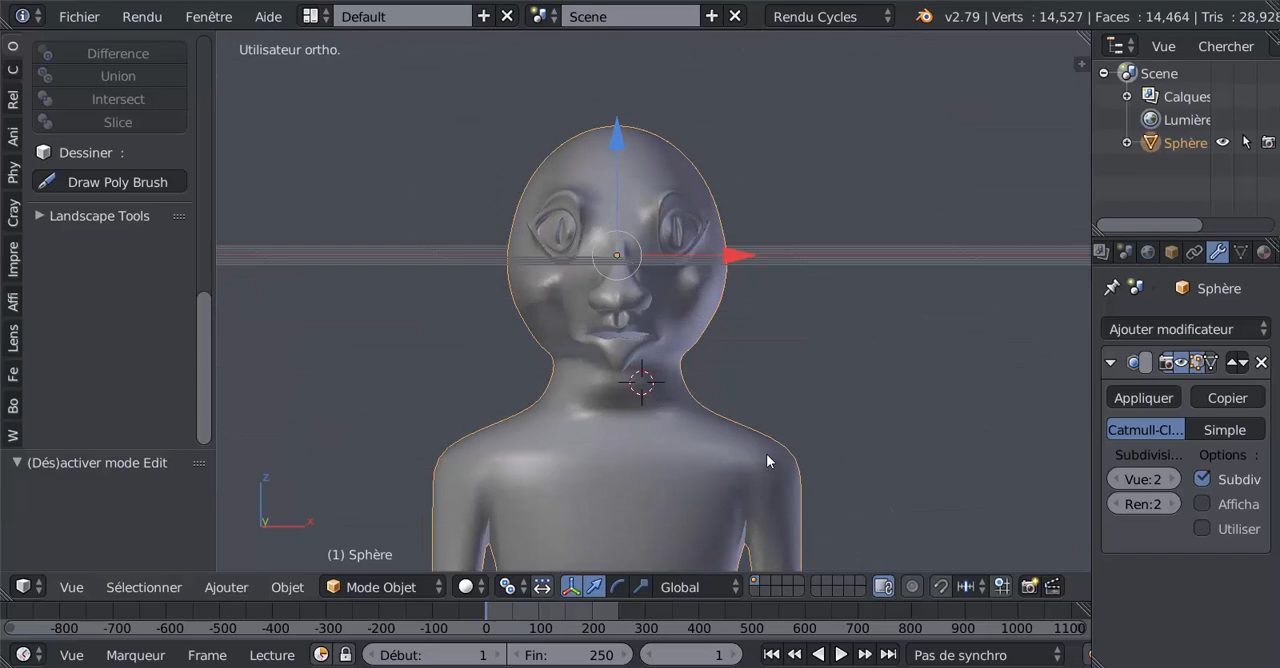 Fichier Rendu Fenêtre Aide Default Scene Rendu Cycles v2.79 | Verts : 14,527 | Faces : 14,464 | Tris : 28,928
O
C
Rel
Ani
Phy
Cray
Impre
Affi
Lens
Fe
Bo
W
Difference
Union
Intersect
Slice
Dessiner :
Draw Poly Brush
Landscape Tools
(Dés)activer mode Edit
Utilisateur ortho.
z
y x
(1) Sphère
Vue Chercher
Scene
Calques
Lumière
Sphère
Sphère
Ajouter modificateur
Appliquer Copier
Catmull-Cl... Simple
Subdivisi... Options :
Vue: 2 Subdiv
Ren: 2 Afficha
Utiliser
Vue Sélectionner Ajouter Objet Mode Objet Global
-800 -700 -600 -500 -400 -300 -200 -100 0 100 200 300 400 500 600 700 800 900 1000 1100
Vue Marqueur Frame Lecture Début: 1 Fin: 250 1 Pas de synchro